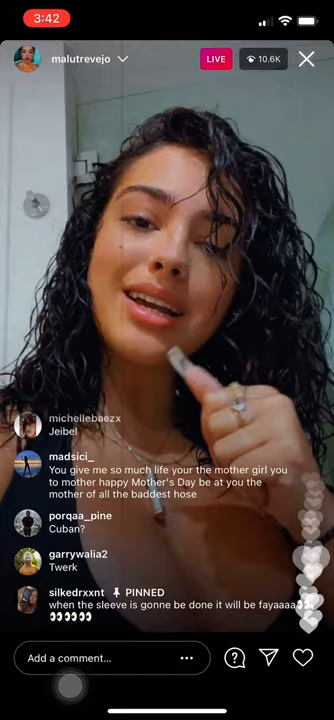 3:42
malutrevejo
LIVE
10.6K
michellebaezx
Jeibel
madsici_
You give me so much life your the mother girl you
to mother happy Mother's Day be at you the
mother of all the baddest hose
porqaa_pine
Cuban?
garrywalia2
Twerk
silkedrxxnt PINNED
when the sleeve is gonne be done it will be fayaaaa👀
👀👀👀👀👀
Add a comment...